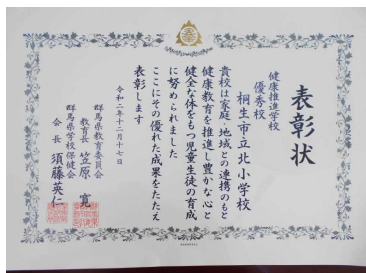 表彰状
健康推進学校
優秀校
桐生市立北小学校
貴校は家庭、地域との連携のもと
健康教育を推進し豊かな心と
健全な体をもつ児童生徒の育成
に努められました
ここにその優れた成果をたたえ
表彰します
令和二年十二月十七日
群馬県教育委員会
教育長 笠原 寛
群馬県学校保健会
会長 須藤英仁